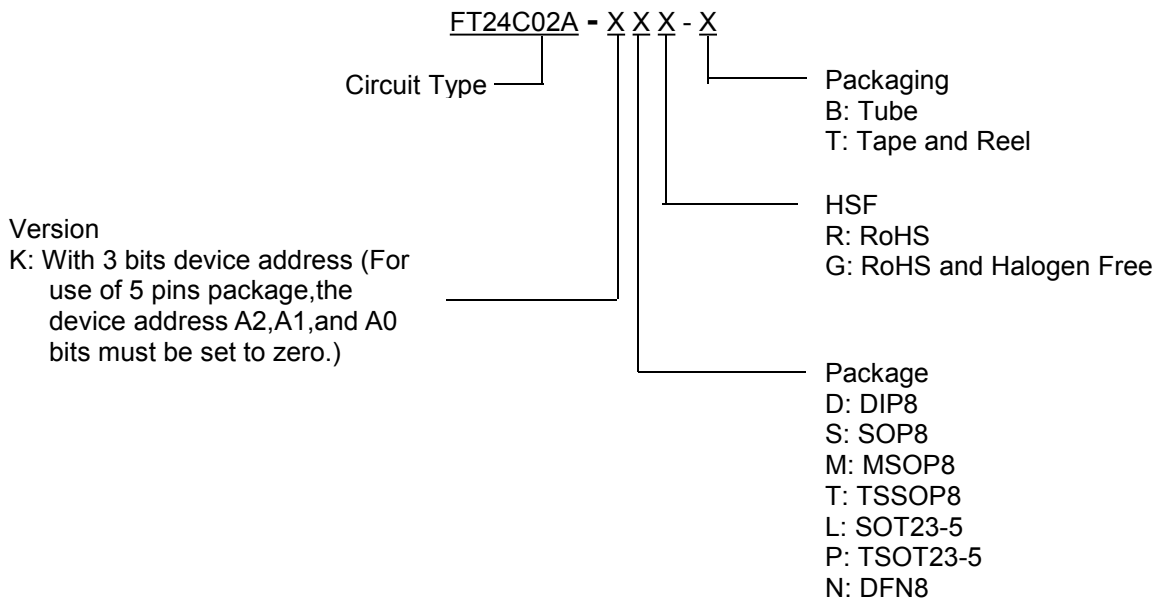 FT24C02A - X X X - X
Circuit Type
Packaging
B: Tube
T: Tape and Reel
HSF
R: RoHS
G: RoHS and Halogen Free
Version
K: With 3 bits device address (For
use of 5 pins package,the
device address A2,A1,and A0
bits must be set to zero.)
Package
D: DIP8
S: SOP8
M: MSOP8
T: TSSOP8
L: SOT23-5
P: TSOT23-5
N: DFN8